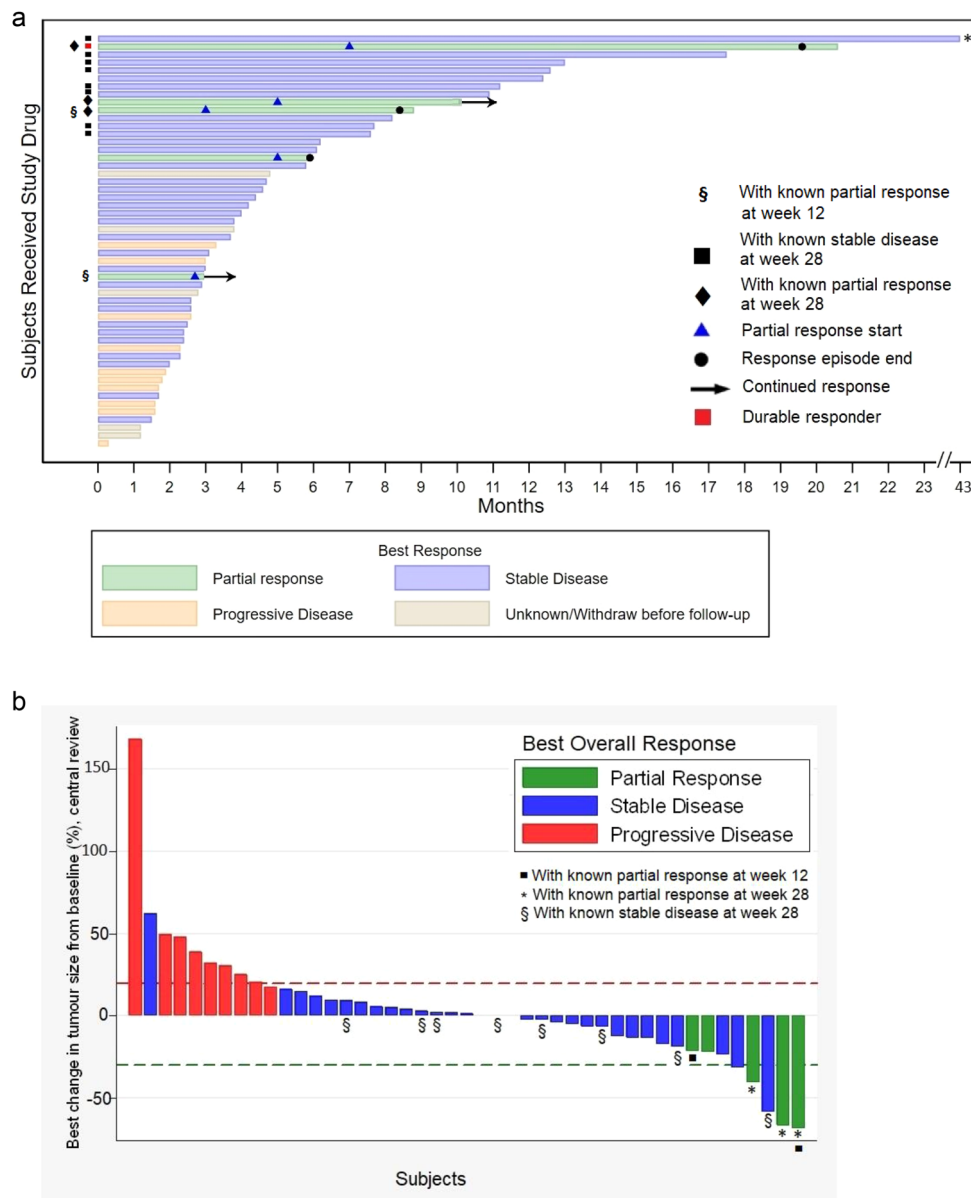 a
Subjects Received Study Drug
§
*
§
§ With known partial response
at week 12
With known stable disease
at week 28
With known partial response
at week 28
Partial response start
Response episode end
Continued response
Durable responder
0 1 2 3 4 5 6 7 8 9 10 11 12 13 14 15 16 17 18 19 20 21 22 // 43
Months
Best Response
Partial response
Stable Disease
Progressive Disease
Unknown/Withdraw before follow-up
b
Best change in tumour size from baseline (%), central review
150
100
50
0
-50
Best Overall Response
Partial Response
Stable Disease
Progressive Disease
With known partial response at week 12
* With known partial response at week 28
§ With known stable disease at week 28
§ § § § § § § * § * *
Subjects